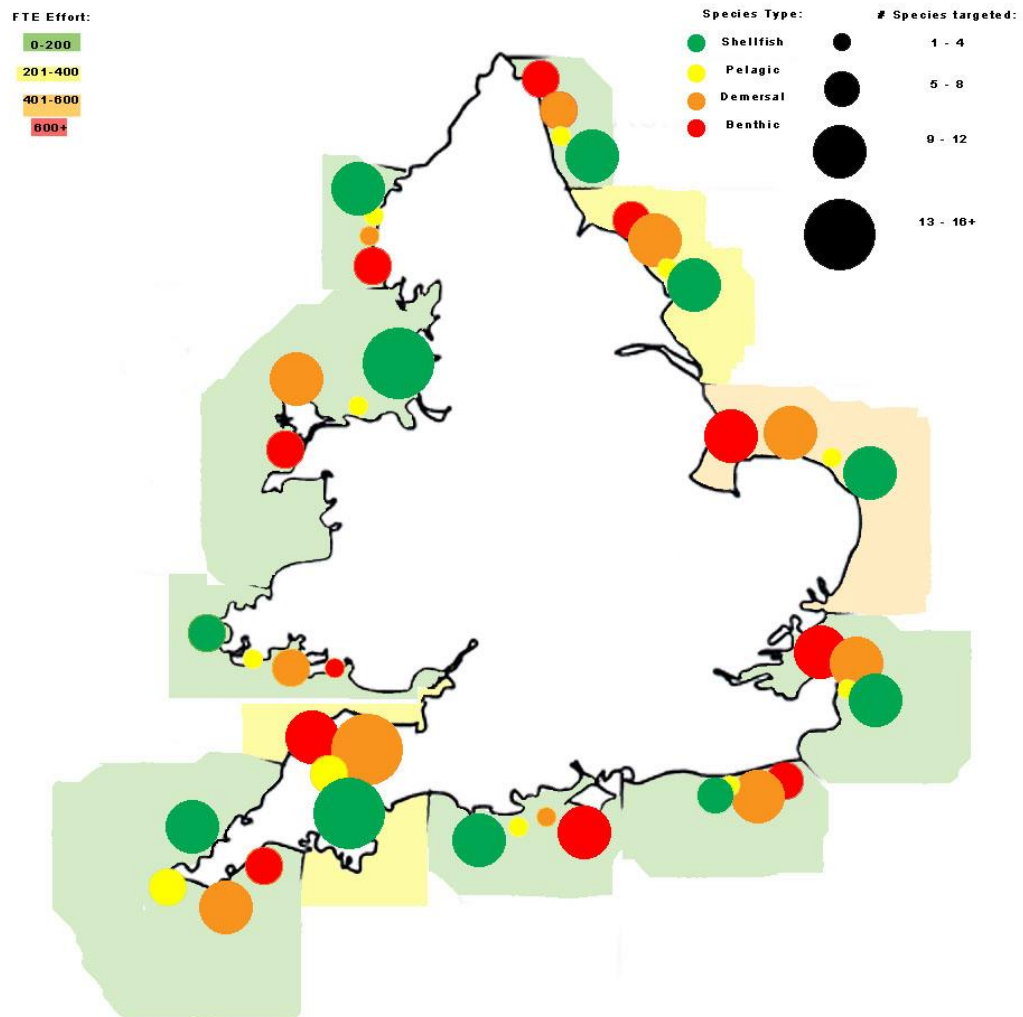 FTE Effort:
0-200
201-400
401-600
600+
Species Type:
Shellfish
Pelagic
Demersal
Benthic
# Species targeted:
1 - 4
5 - 8
9 - 12
13 - 16+